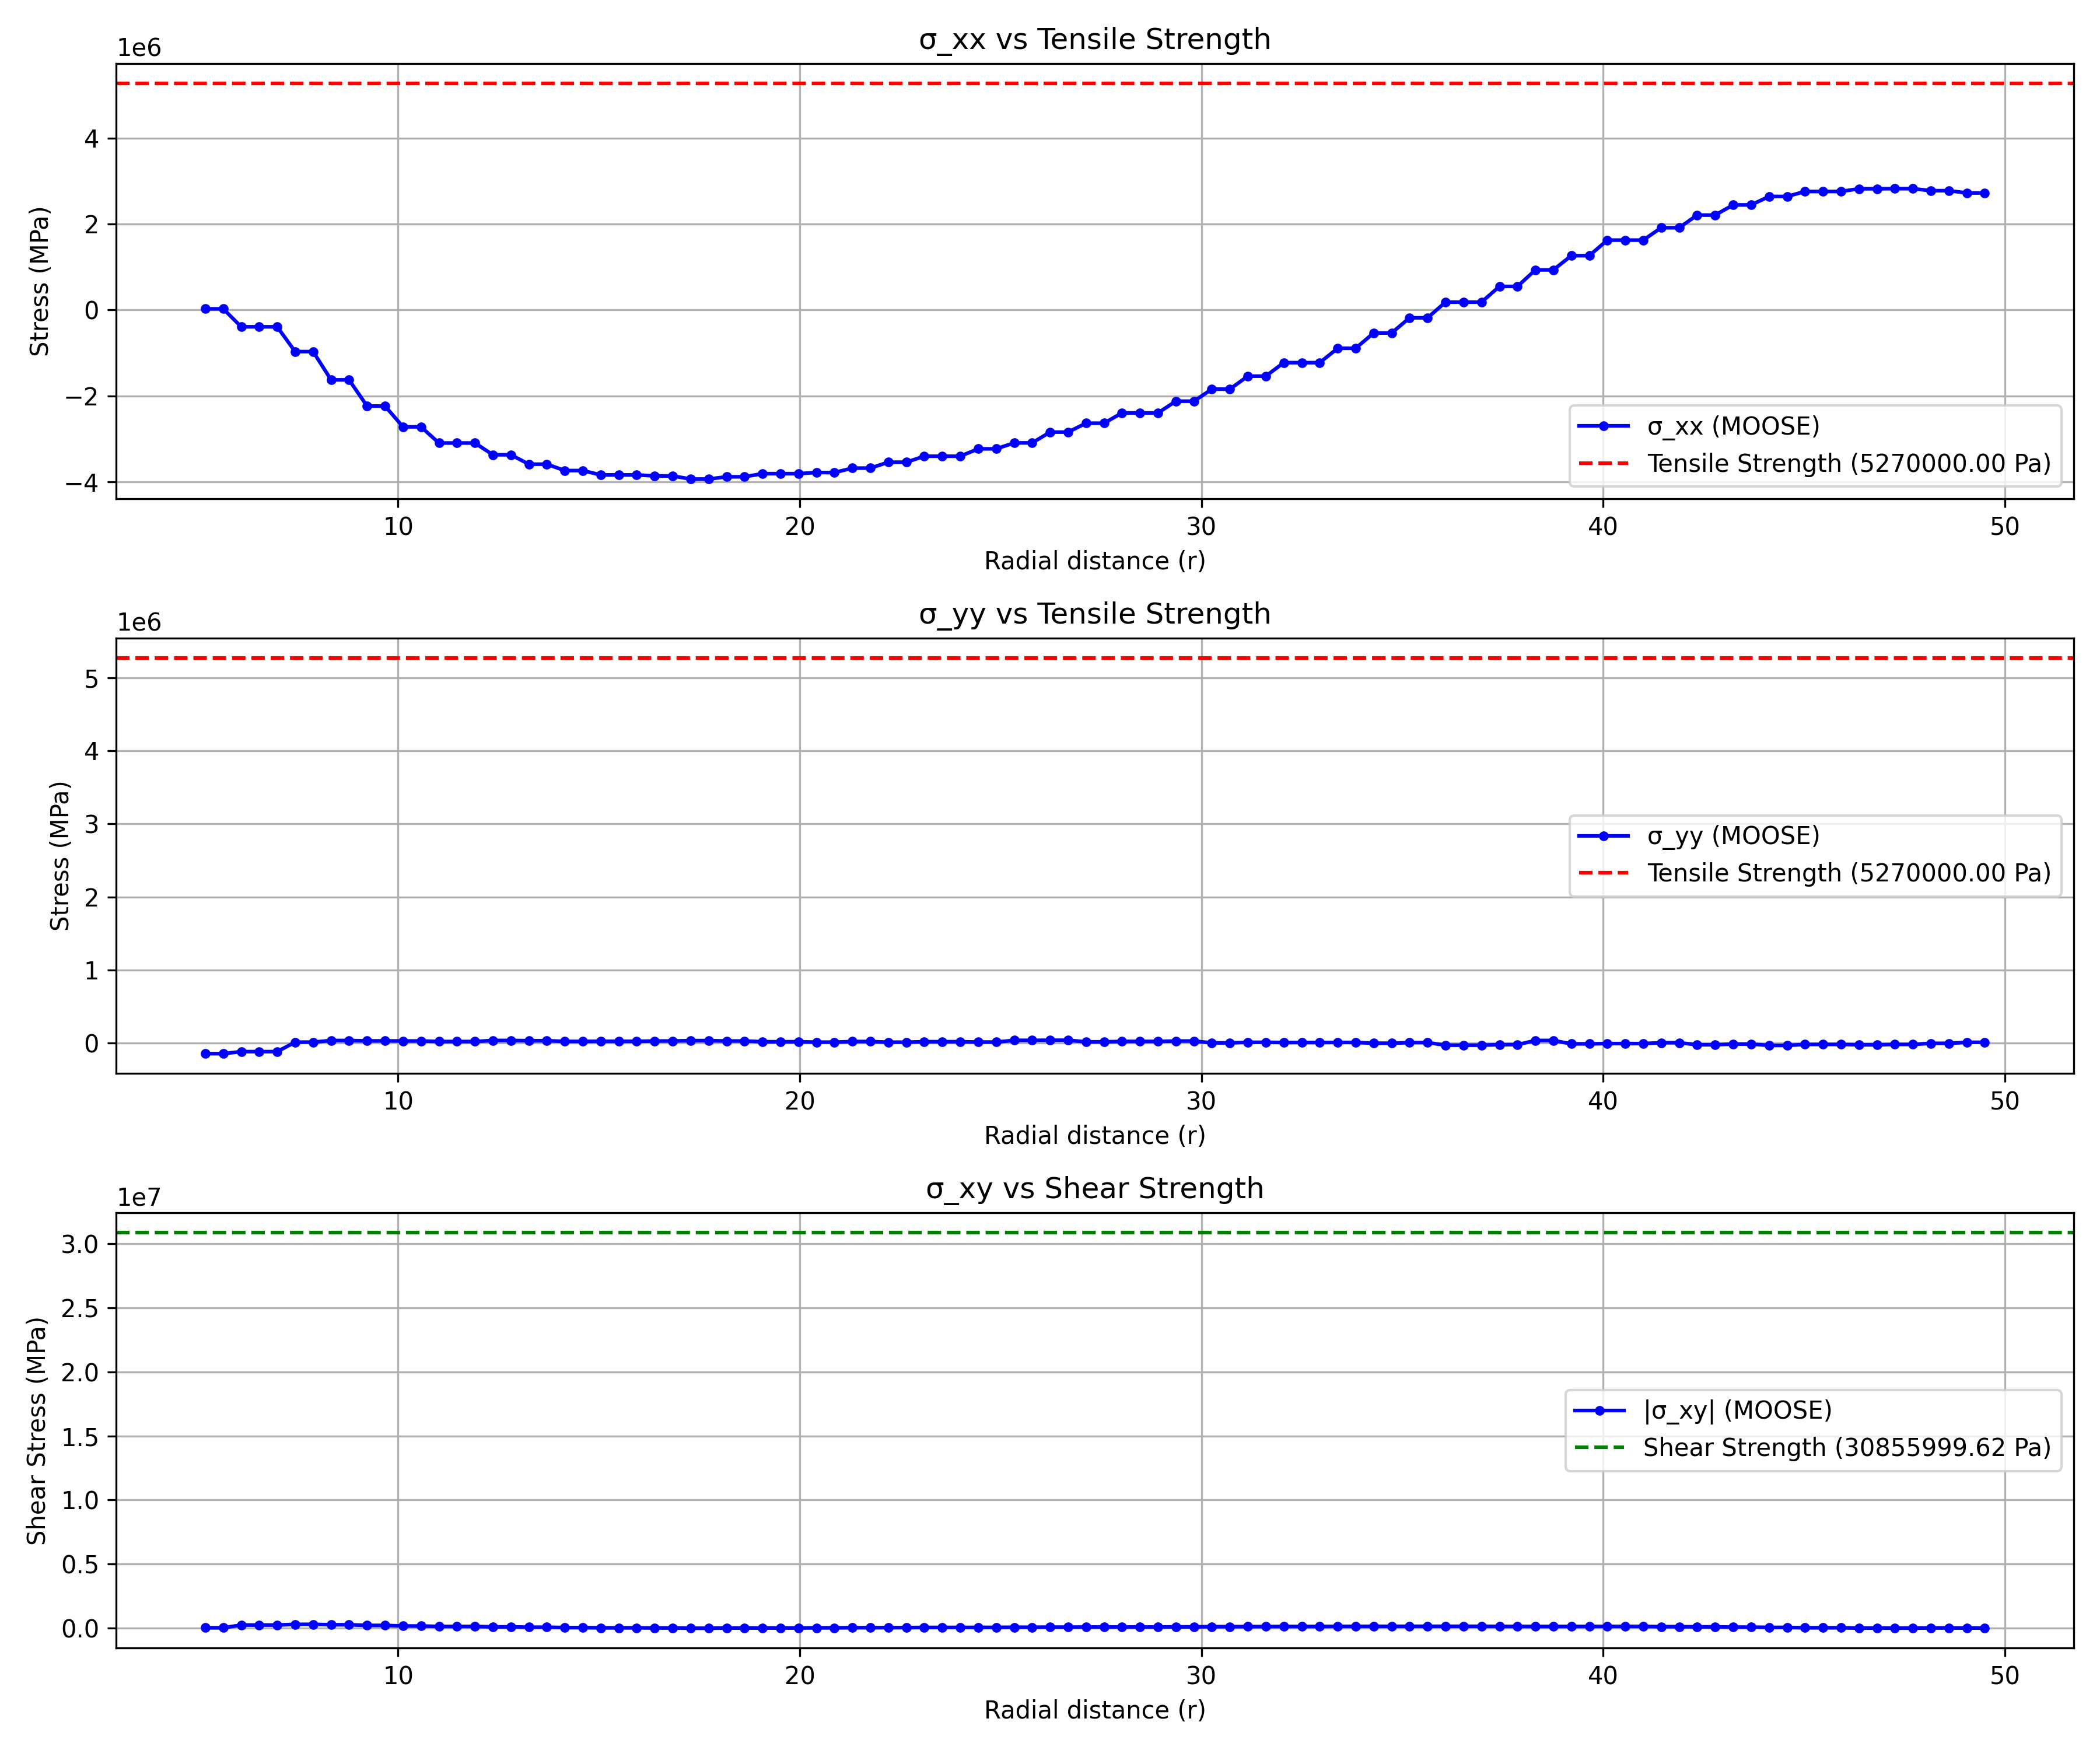 σ_xx vs Tensile Strength
1e6
4
2
0
−2
−4
Stress (MPa)
σ_xx (MOOSE)
Tensile Strength (5270000.00 Pa)
10 20 30 40 50
Radial distance (r)
σ_yy vs Tensile Strength
1e6
5
4
3
2
1
0
Stress (MPa)
σ_yy (MOOSE)
Tensile Strength (5270000.00 Pa)
10 20 30 40 50
Radial distance (r)
σ_xy vs Shear Strength
1e7
3.0
2.5
2.0
1.5
1.0
0.5
0.0
Shear Stress (MPa)
|σ_xy| (MOOSE)
Shear Strength (30855999.62 Pa)
10 20 30 40 50
Radial distance (r)